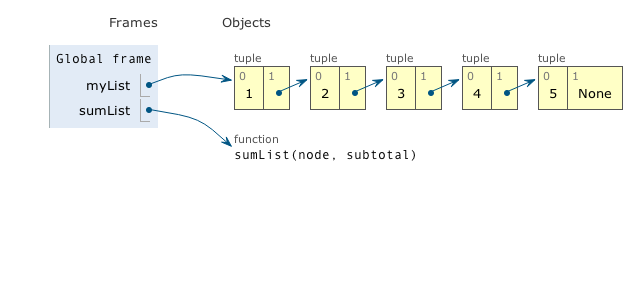 Frames Objects
Global frame
myList
sumList
tuple tuple tuple tuple tuple
0 1 0 1 0 1 0 1 0 1
1 2 3 4 5 None
function
sumList(node, subtotal)